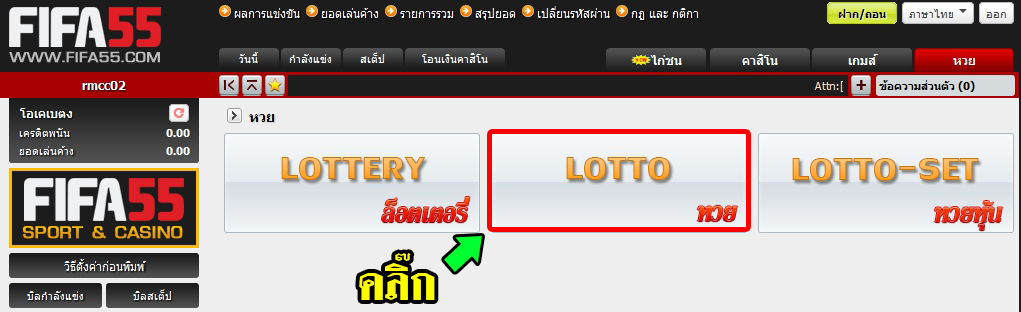 FIFA55
WWW.FIFA55.COM
ผลการแข่งขัน ยอดเล่นค้าง รายการรวม สรุปยอด เปลี่ยนรหัสผ่าน กฎ และ กติกา
ฝาก/ถอน ภาษาไทย ออก
วันนี้ กำลังแข่ง สเต็ป โอนเงินคาสิโน ไก่ชน คาสิโน เกมส์ หวย
rmcc02 Attn:[ ข้อความส่วนตัว (0)
โอเคเบตง
เครดิตพนัน 0.00
ยอดเล่นค้าง 0.00
FIFA55
SPORT & CASINO
วิธีตั้งค่าก่อนพิมพ์
บิลกำลังแข่ง บิลสเต็ป
หวย
LOTTERY
ล็อตเตอรี่
LOTTO
หวย
LOTTO-SET
หวยหุ้น
คลิ๊ก